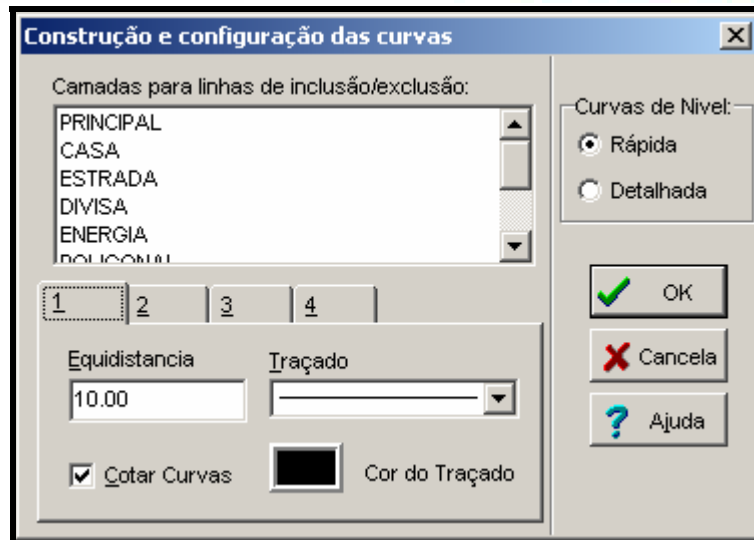 Construção e configuração das curvas
Camadas para linhas de inclusão/exclusão:
PRINCIPAL
CASA
ESTRADA
DIVISA
ENERGIA
POLIGONAL
1 2 3 4
Equidistancia
Traçado
10.00
Cotar Curvas
Cor do Traçado
Curvas de Nivel:
Rápida
Detalhada
OK
Cancela
Ajuda